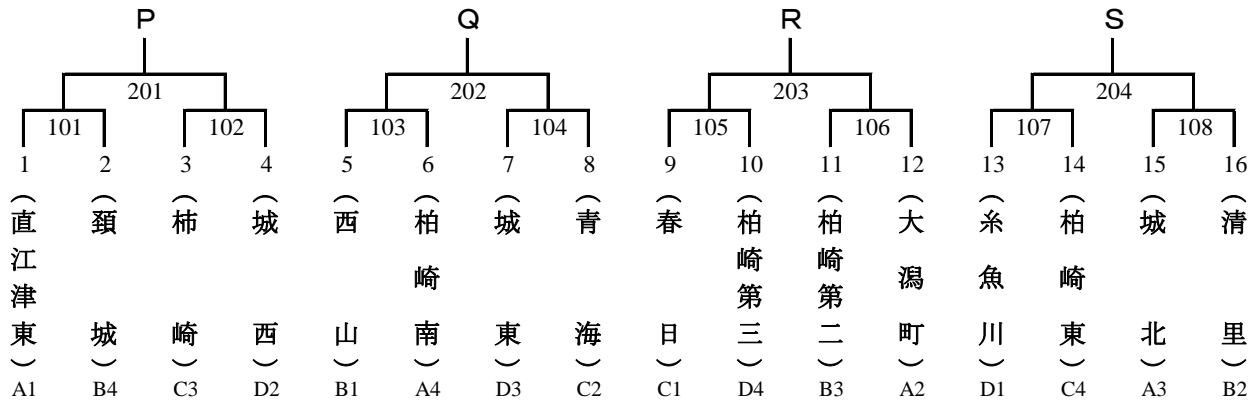 P Q R S
201 202 203 204
101 102 103 104 105 106 107 108
1 2 3 4 5 6 7 8 9 10 11 12 13 14 15 16
（直江津東） （頚城） （柿崎） （城西） （西山） （柏崎南） （城東） （青海） （春日） （柏崎第三） （柏崎第二） （大潟町） （糸魚川） （柏崎東） （城北） （清里）
A1 B4 C3 D2 B1 A4 D3 C2 C1 D4 B3 A2 D1 C4 A3 B2